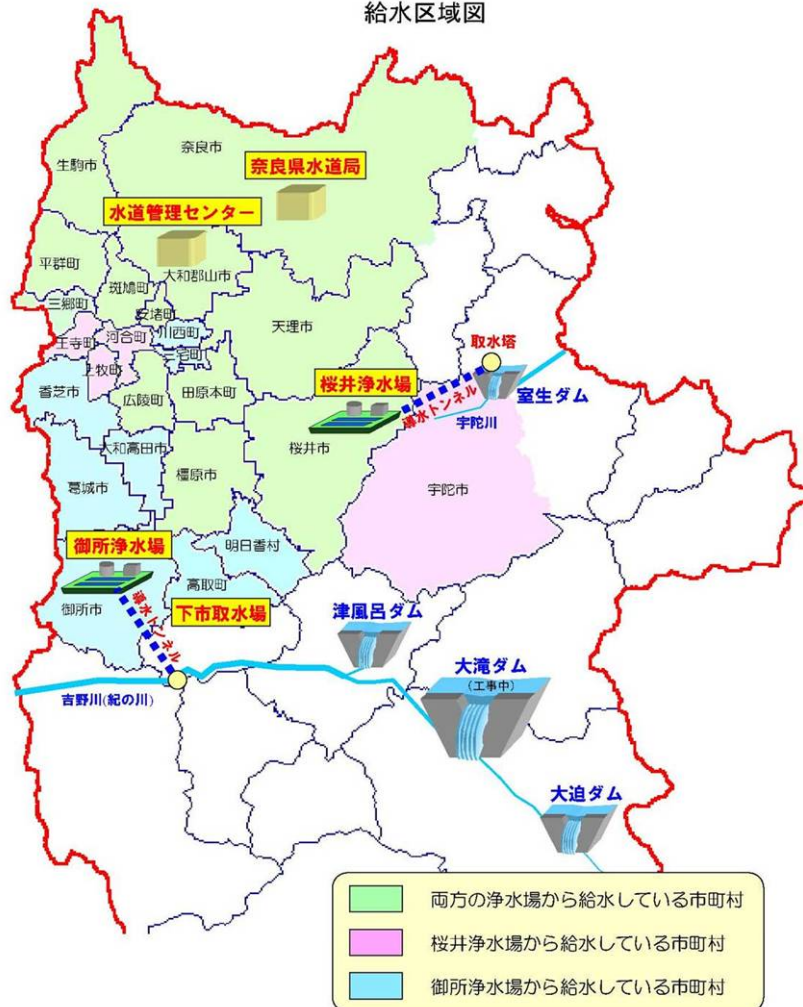 給水区域図
奈良市
生駒市
奈良県水道局
水道管理センター
平群町
斑鳩町
大和郡山市
三郷町
安堵町
川西町
天理市
王寺町
河合町
三宅町
取水塔
上牧町
香芝市
広陵町
田原本町
桜井浄水場
導水トンネル
室生ダム
宇陀川
大和高田市
桜井市
橿原市
葛城市
宇陀市
御所浄水場
明日香村
高取町
御所市
導水トンネル
下市取水場
津風呂ダム
大滝ダム
(工事中)
吉野川(紀の川)
大迫ダム
両方の浄水場から給水している市町村
桜井浄水場から給水している市町村
御所浄水場から給水している市町村